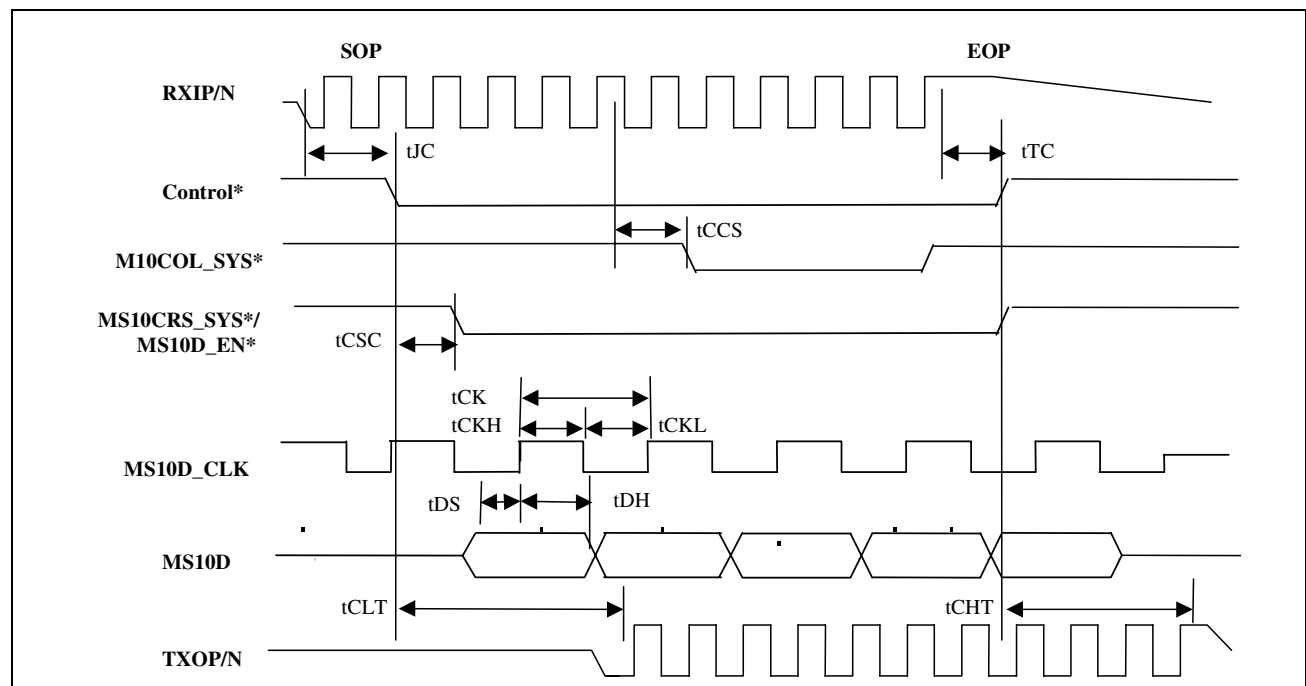 SOP EOP
RXIP/N
tJC tTC
Control*
tCCS
M10COL_SYS*
MS10CRS_SYS*/
MS10D_EN*
tCSC
tCK
tCKH tCKL
MS10D_CLK
tDS tDH
MS10D
tCLT tCHT
TXOP/N